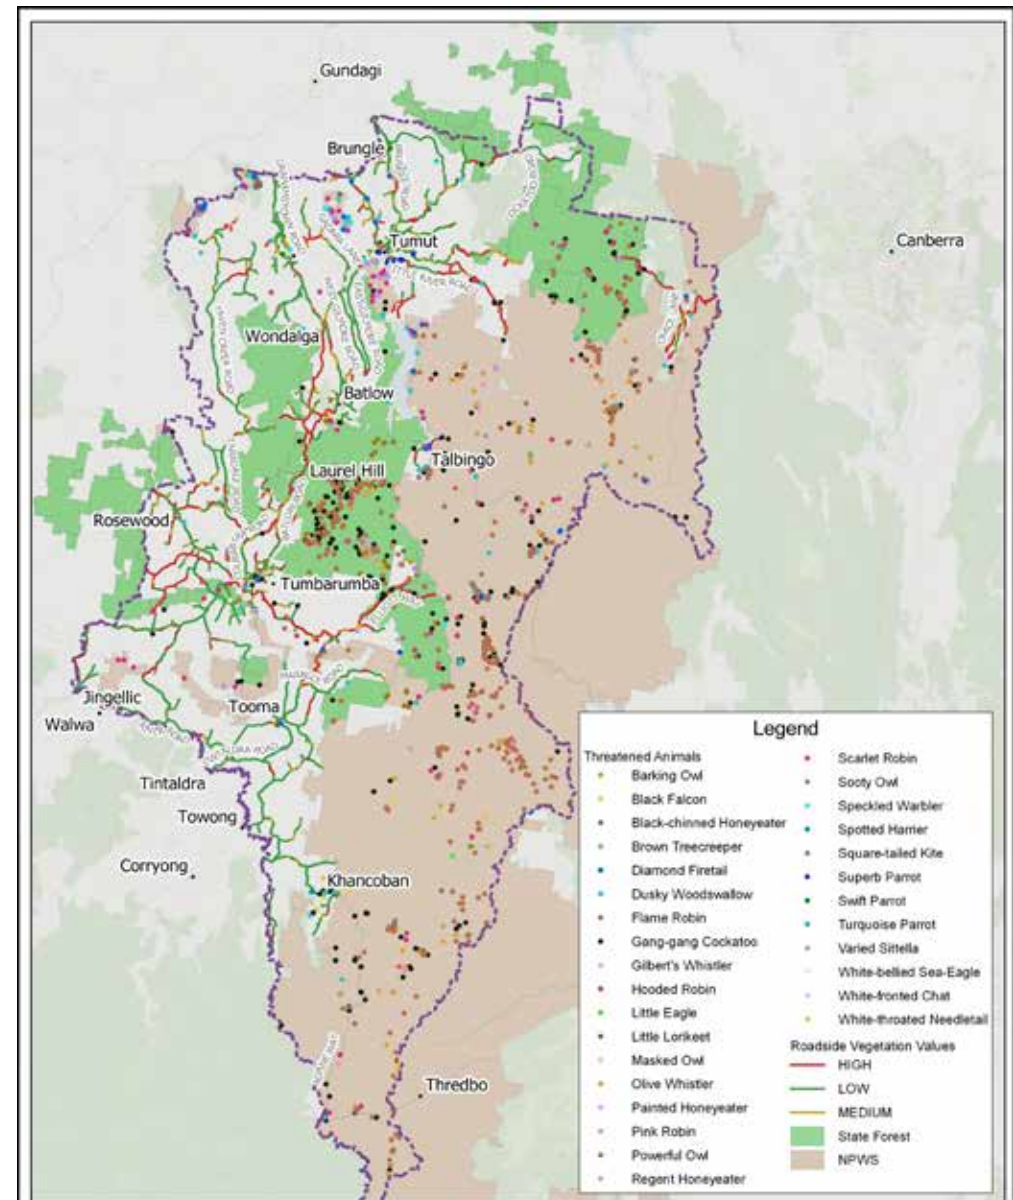 Gundagi
Brungle
Tumut
Canberra
LITTLE RIVER ROAD
Wondalga
Batlow
Talbingo
Laurel Hill
Rosewood
Tumbarumba
Jingellic
Walwa
Tooma
Tintaldra
Towong
Corryong
Khancoban
Thredbo
Legend
Threatened Animals
Barking Owl
Black Falcon
Black-chinned Honeyeater
Brown Treecreeper
Diamond Firetail
Dusky Woodswallow
Flame Robin
Gang-gang Cockatoo
Gilbert's Whistler
Hooded Robin
Little Eagle
Little Lorikeet
Masked Owl
Olive Whistler
Painted Honeyeater
Pink Robin
Powerful Owl
Regent Honeyeater
Scarlet Robin
Sooty Owl
Speckled Warbler
Spotted Harrier
Square-tailed Kite
Superb Parrot
Swift Parrot
Turquoise Parrot
Varied Sittella
White-bellied Sea-Eagle
White-fronted Chat
White-throated Needletail
Roadside Vegetation Values
HIGH
LOW
MEDIUM
State Forest
NPWS